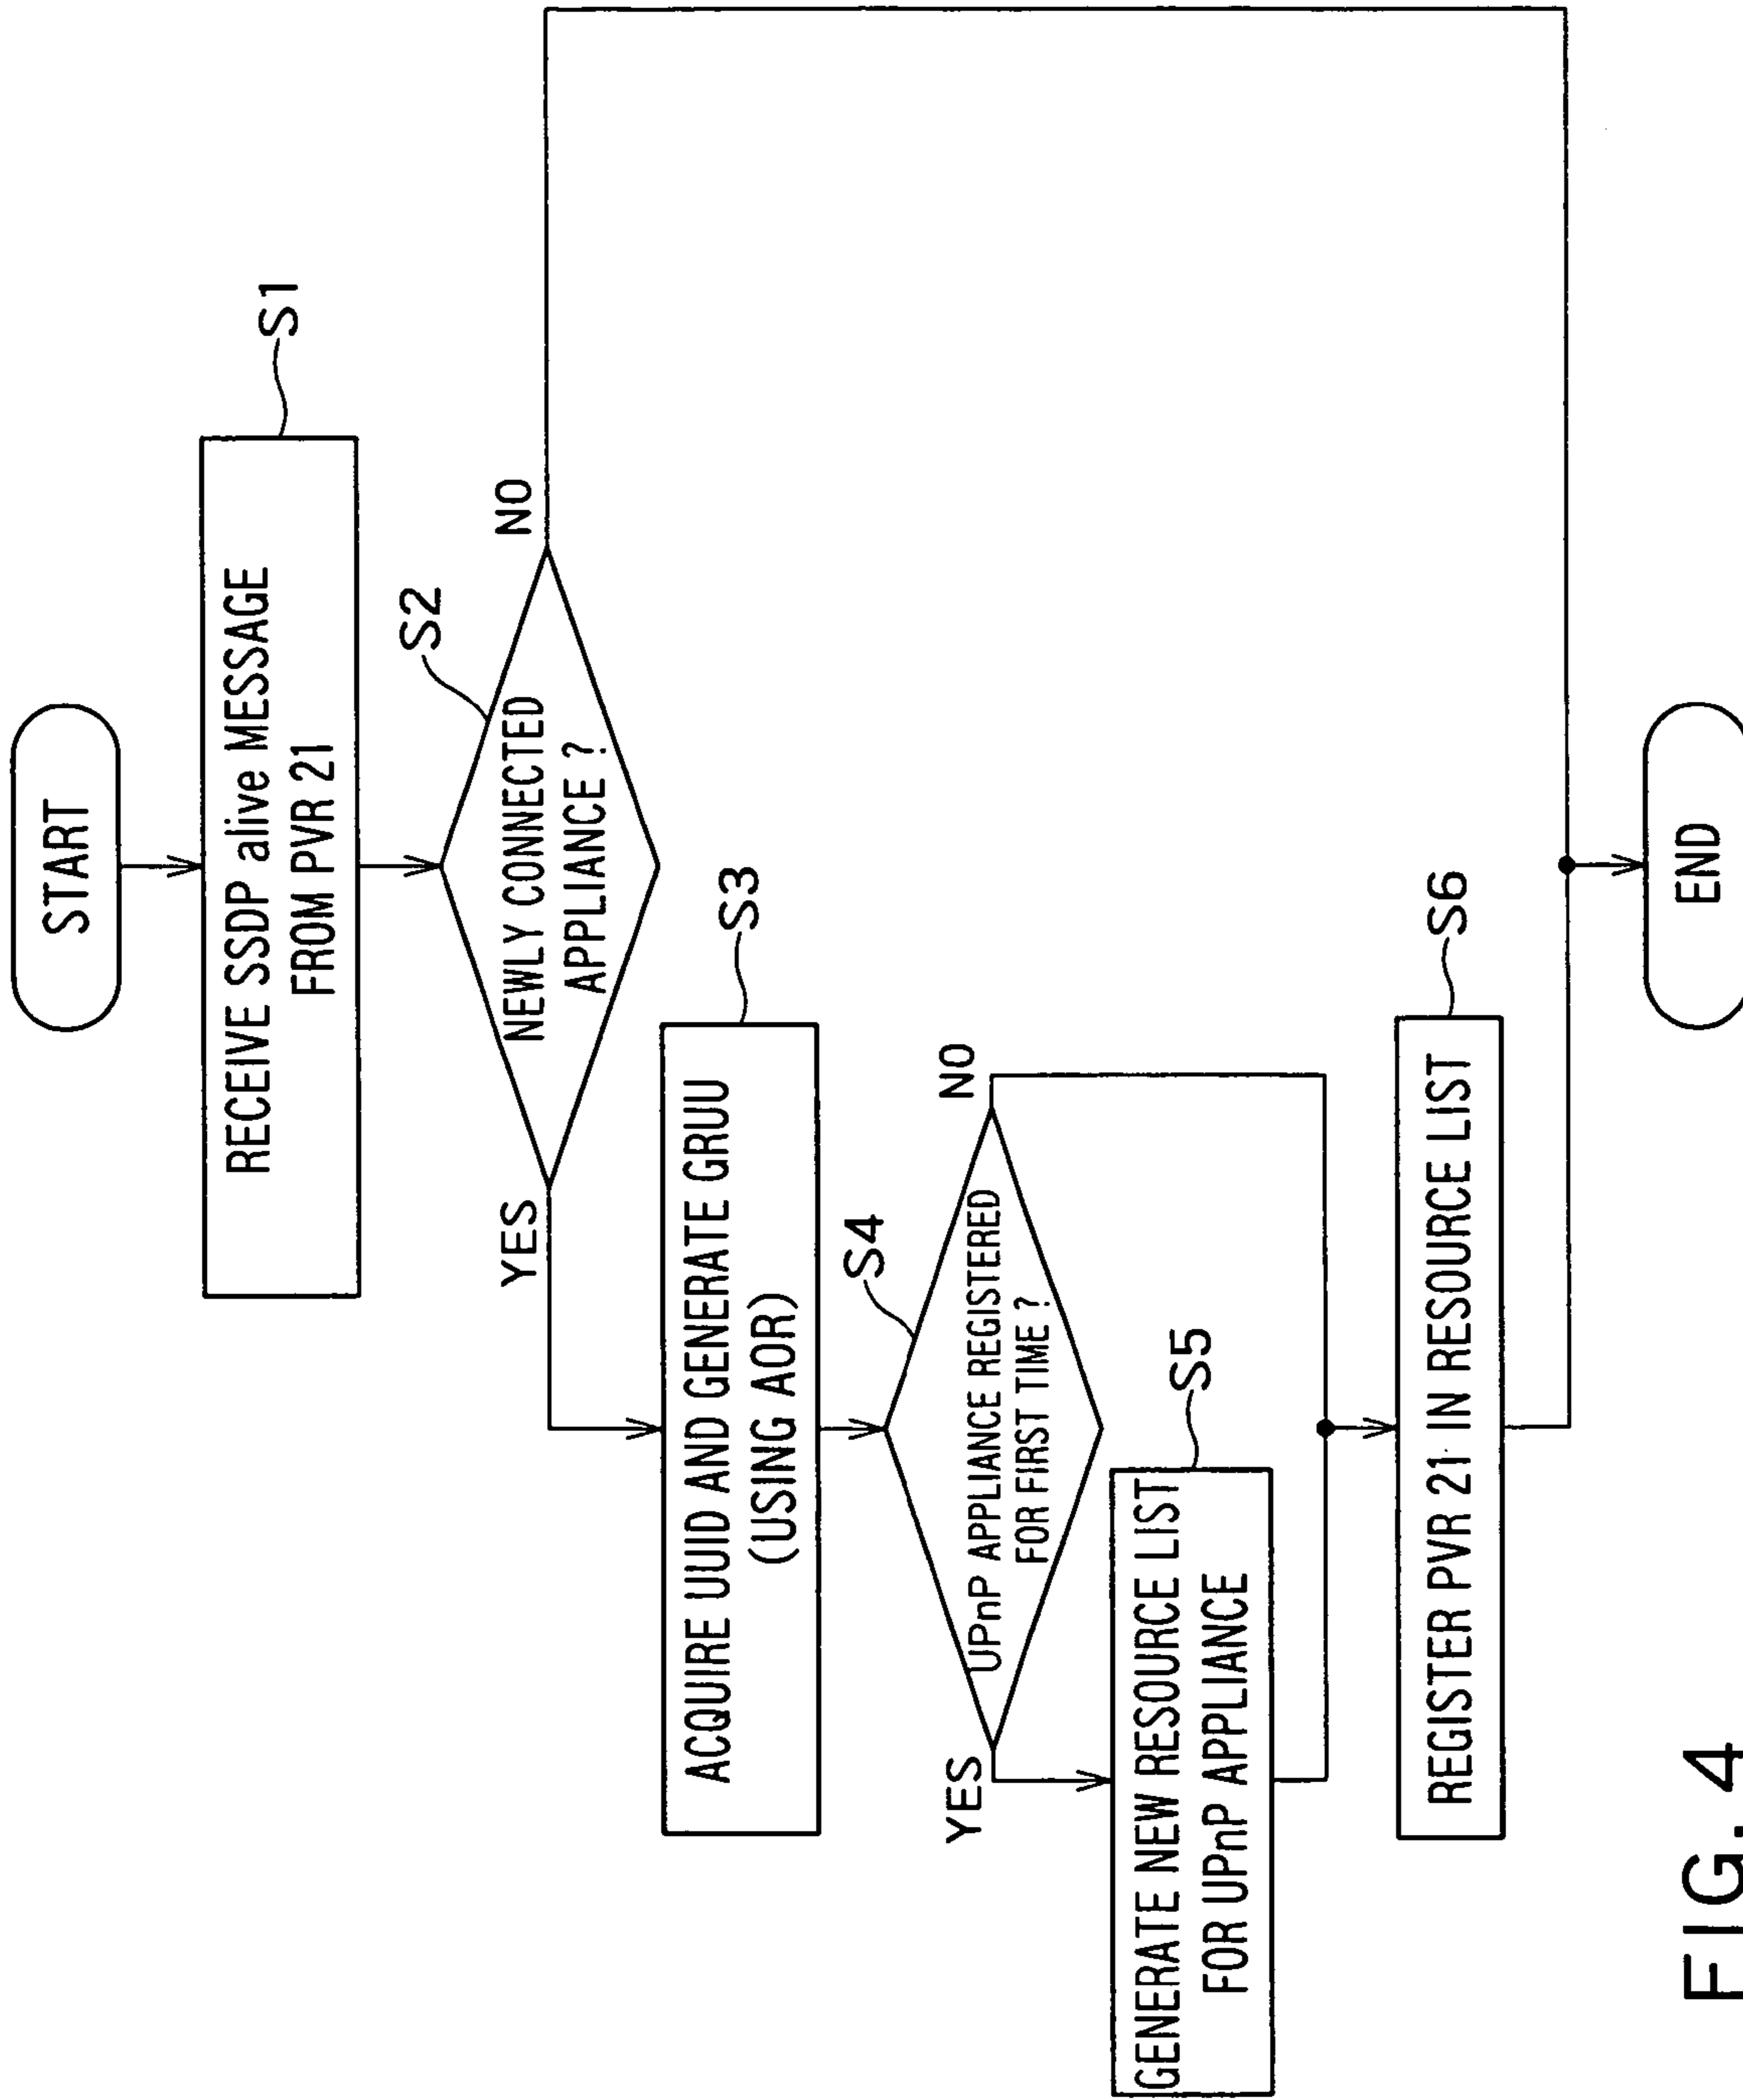 START
RECEIVE SSDP alive MESSAGE
FROM PVR 21
S1
NEWLY CONNECTED
APPLIANCE ?
S2
NO
YES
ACQUIRE UUID AND GENERATE GRUU
(USING AOR)
S3
UPnP APPLIANCE REGISTERED
FOR FIRST TIME ?
S4
NO
YES
GENERATE NEW RESOURCE LIST
FOR UPnP APPLIANCE
S5
REGISTER PVR 21 IN RESOURCE LIST
S6
END
FIG. 4